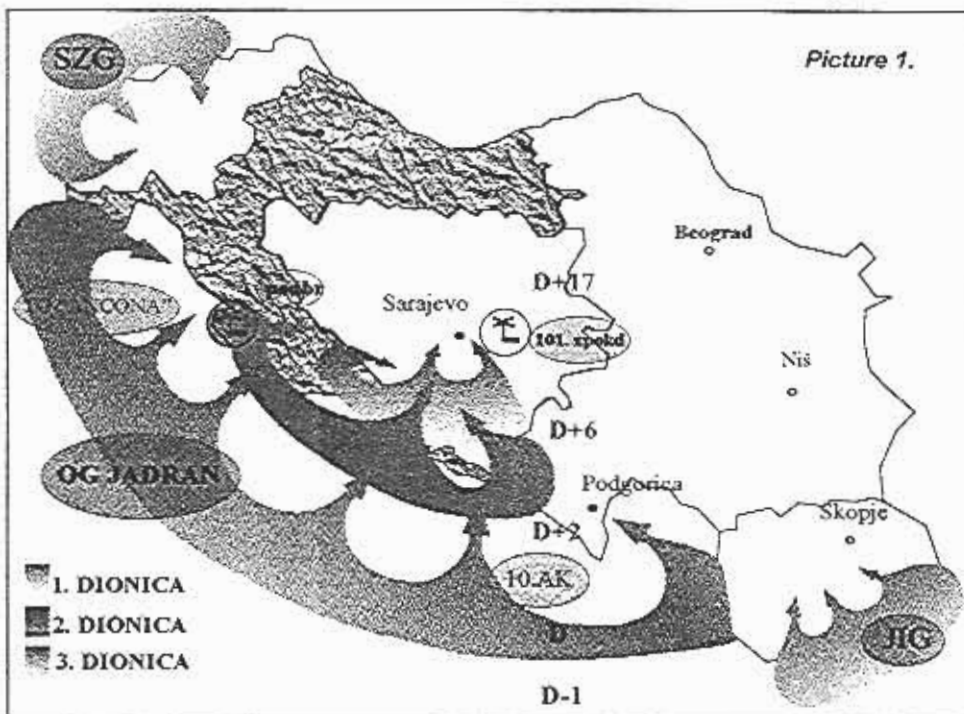 SZG
Picture 1.
Beograd
D+17
Sarajevo
101. zpokd
Niš
D+6
OG JADRAN
Podgorica
Skopje
D+2
10.AK
1. DIONICA
2. DIONICA
3. DIONICA
D
JIG
D-1